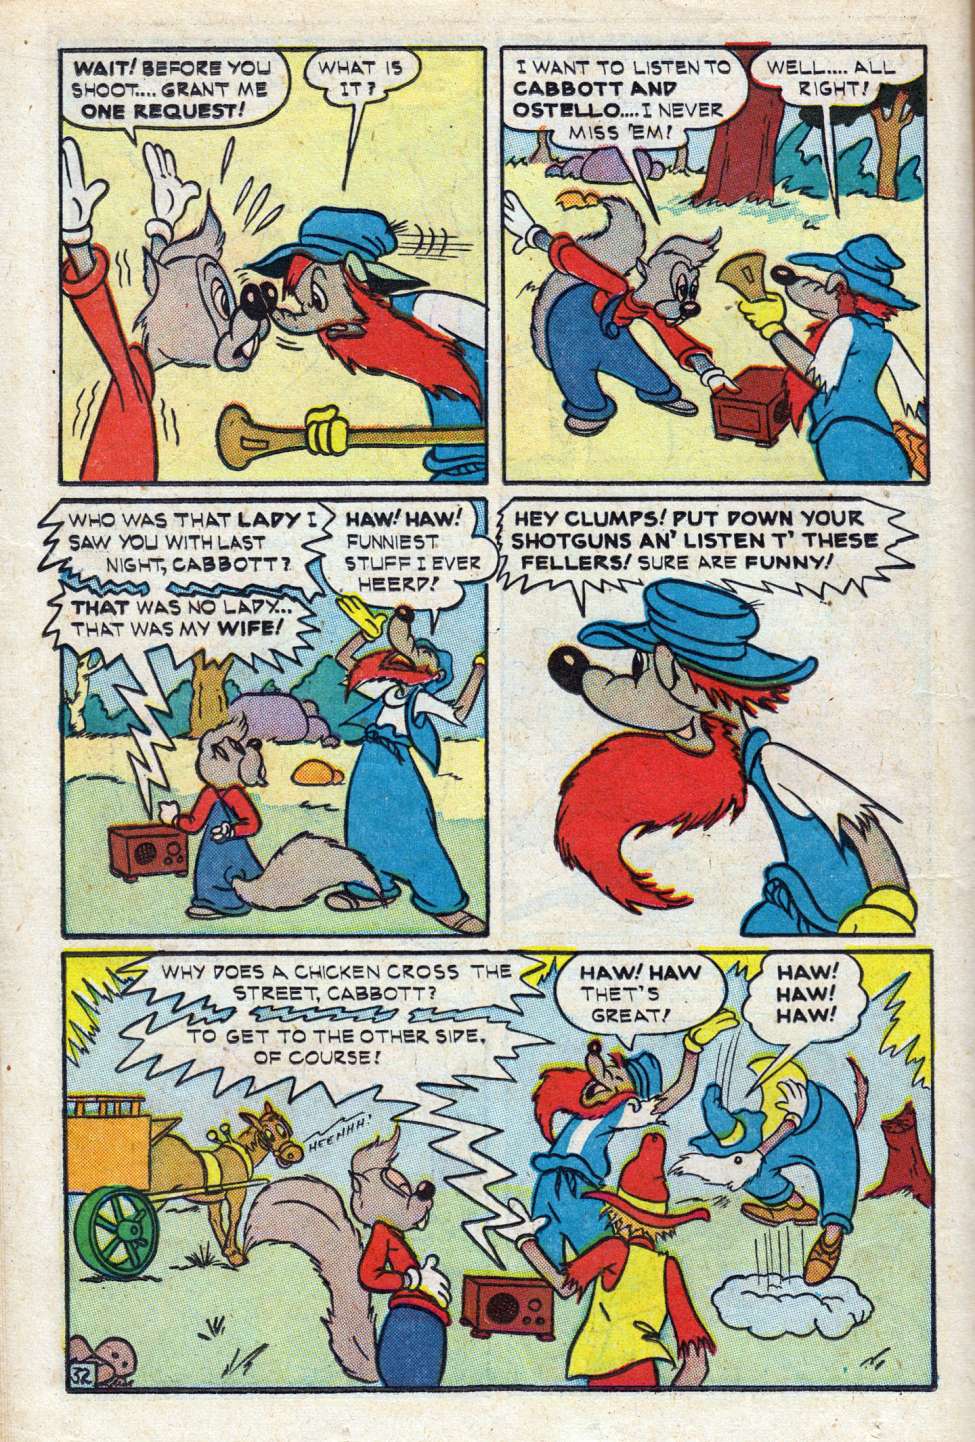 WAIT! BEFORE YOU
SHOOT.... GRANT ME
ONE REQUEST!
WHAT IS
IT?
I WANT TO LISTEN TO
CABBOTT AND
OSTELLO....I NEVER
MISS 'EM!
WELL.... ALL
RIGHT!
WHO WAS THAT LADY I
SAW YOU WITH LAST
NIGHT, CABBOTT?
THAT WAS NO LADY...
THAT WAS MY WIFE!
HAW! HAW!
FUNNIEST
STUFF I EVER
HEERD!
HEY CLUMPS! PUT DOWN YOUR
SHOTGUNS AN' LISTEN T' THESE
FELLERS! SURE ARE FUNNY!
WHY DOES A CHICKEN CROSS THE
STREET, CABBOTT?
TO GET TO THE OTHER SIDE,
OF COURSE!
HAW! HAW
THET'S
GREAT!
HAW!
HAW!
HAW!
HEEHHH!
32